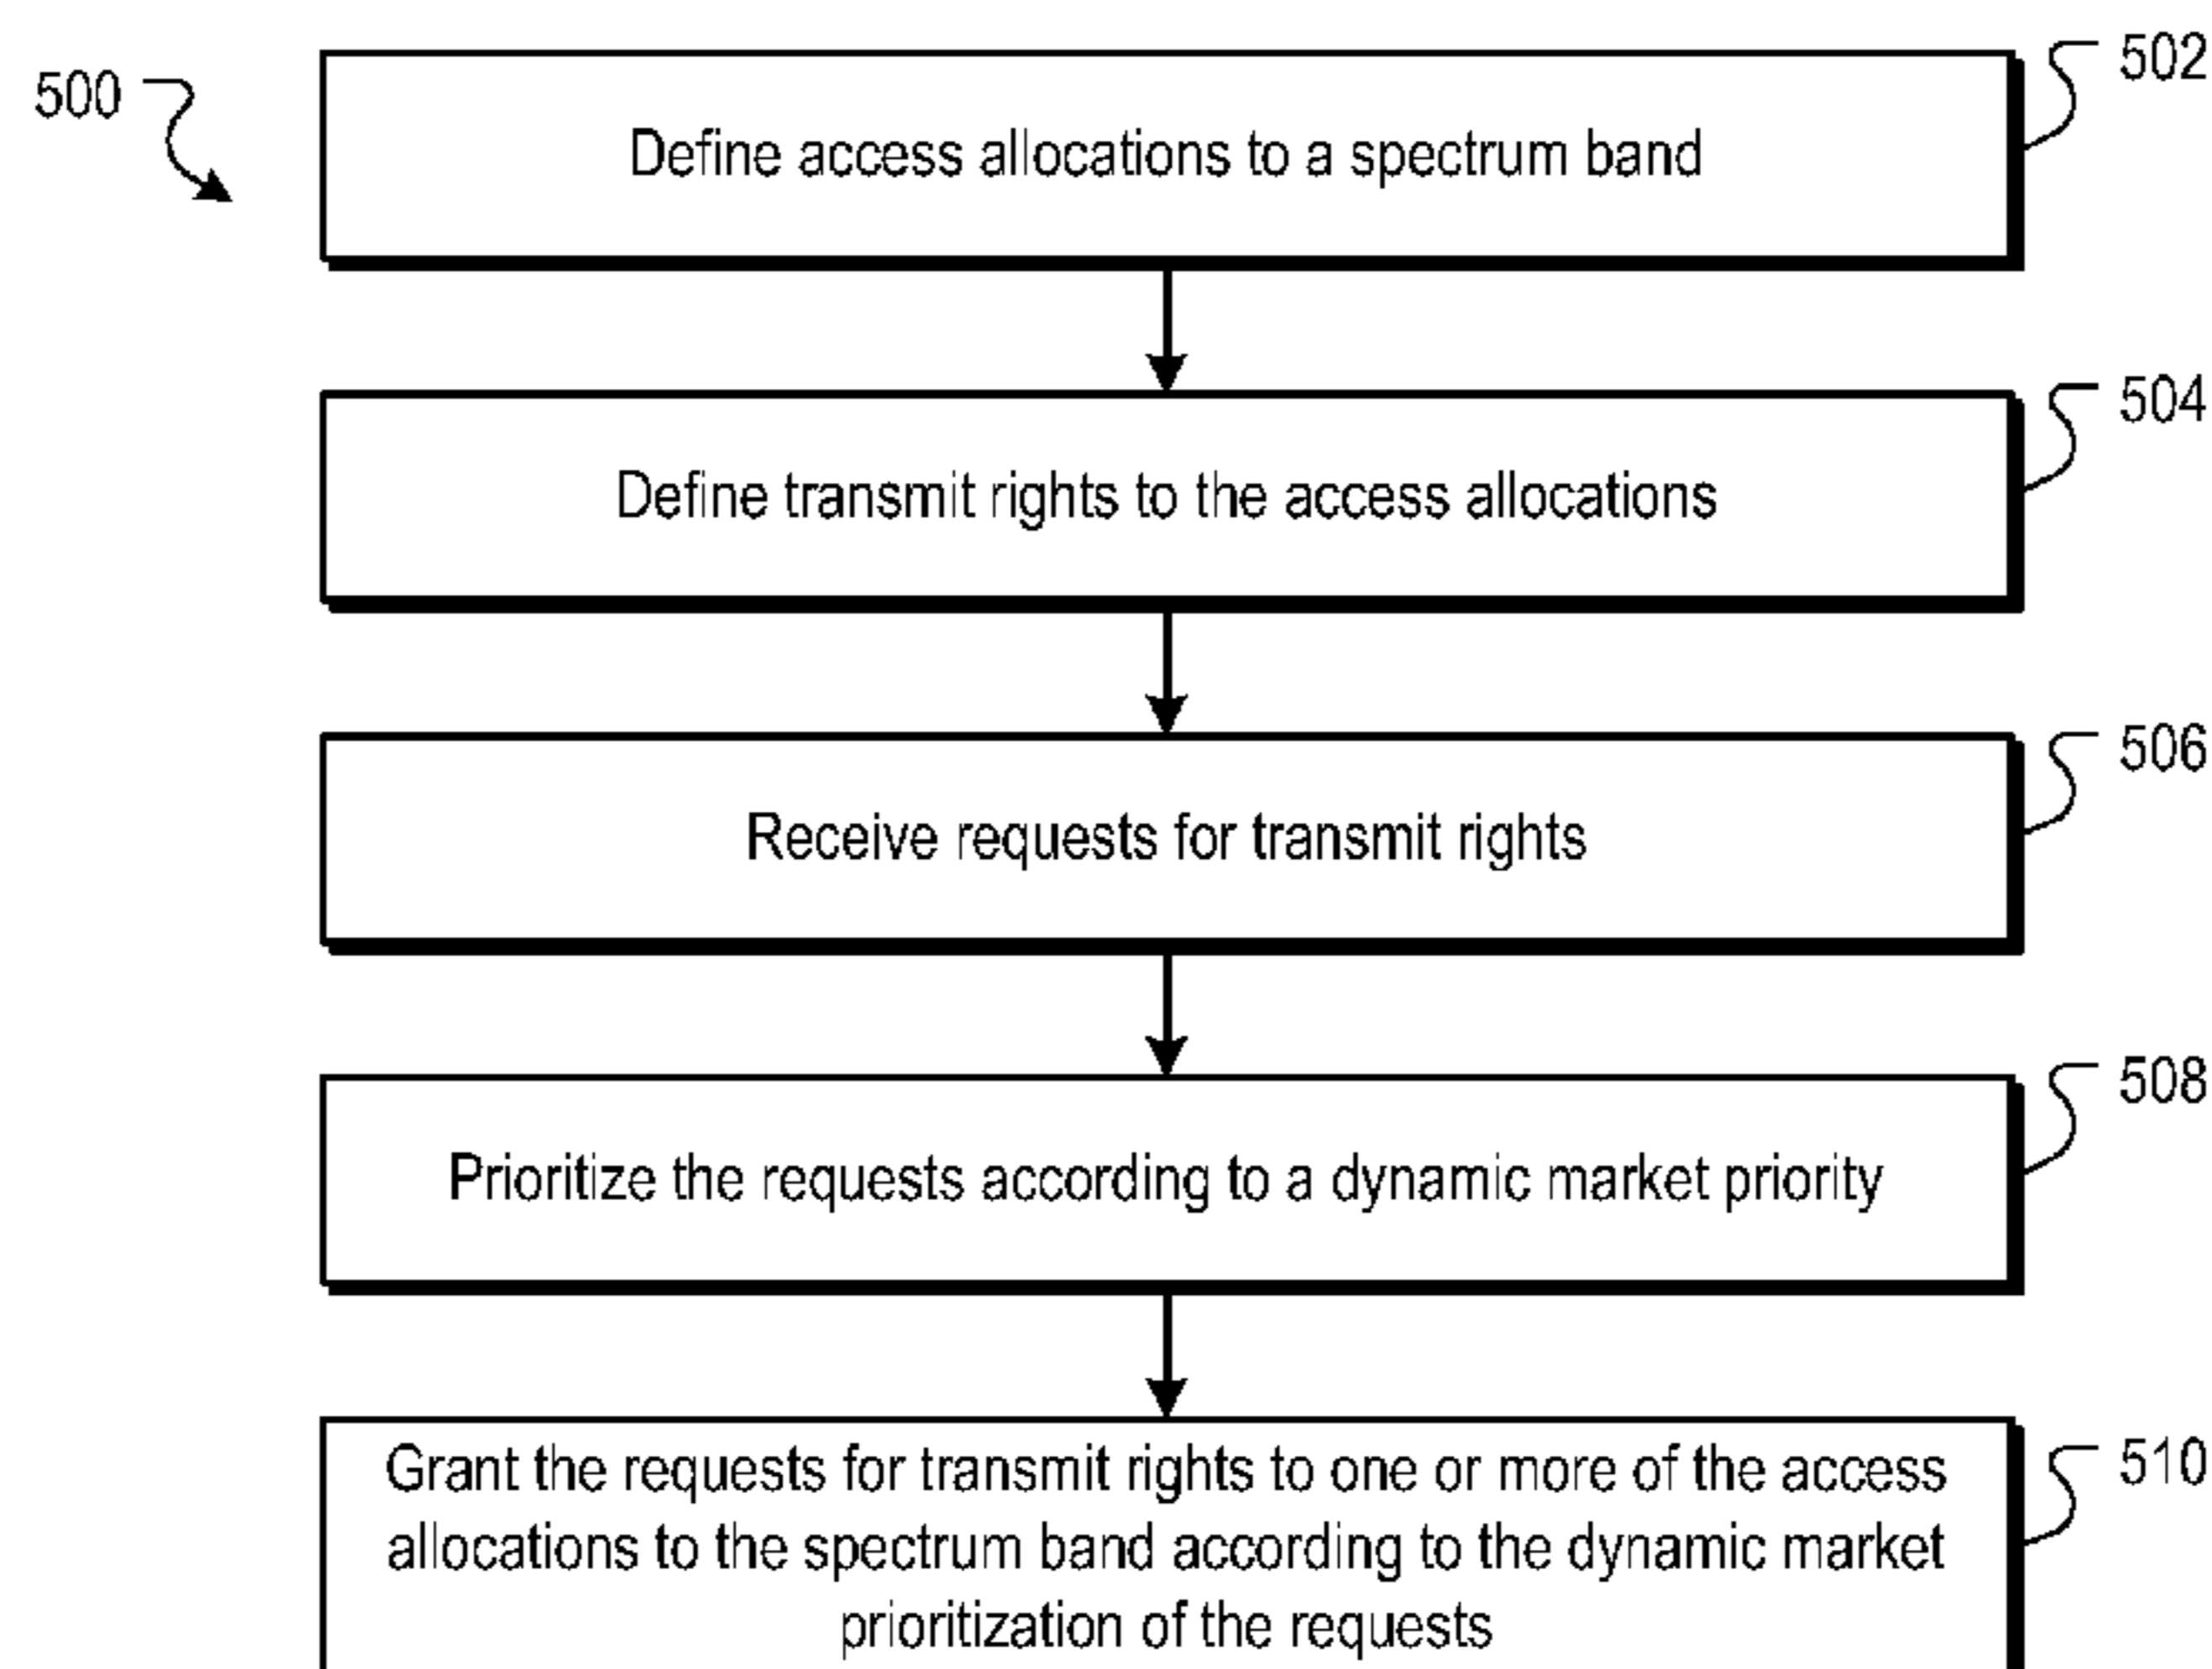 500
502
Define access allocations to a spectrum band
504
Define transmit rights to the access allocations
506
Receive requests for transmit rights
508
Prioritize the requests according to a dynamic market priority
510
Grant the requests for transmit rights to one or more of the access
allocations to the spectrum band according to the dynamic market
prioritization of the requests